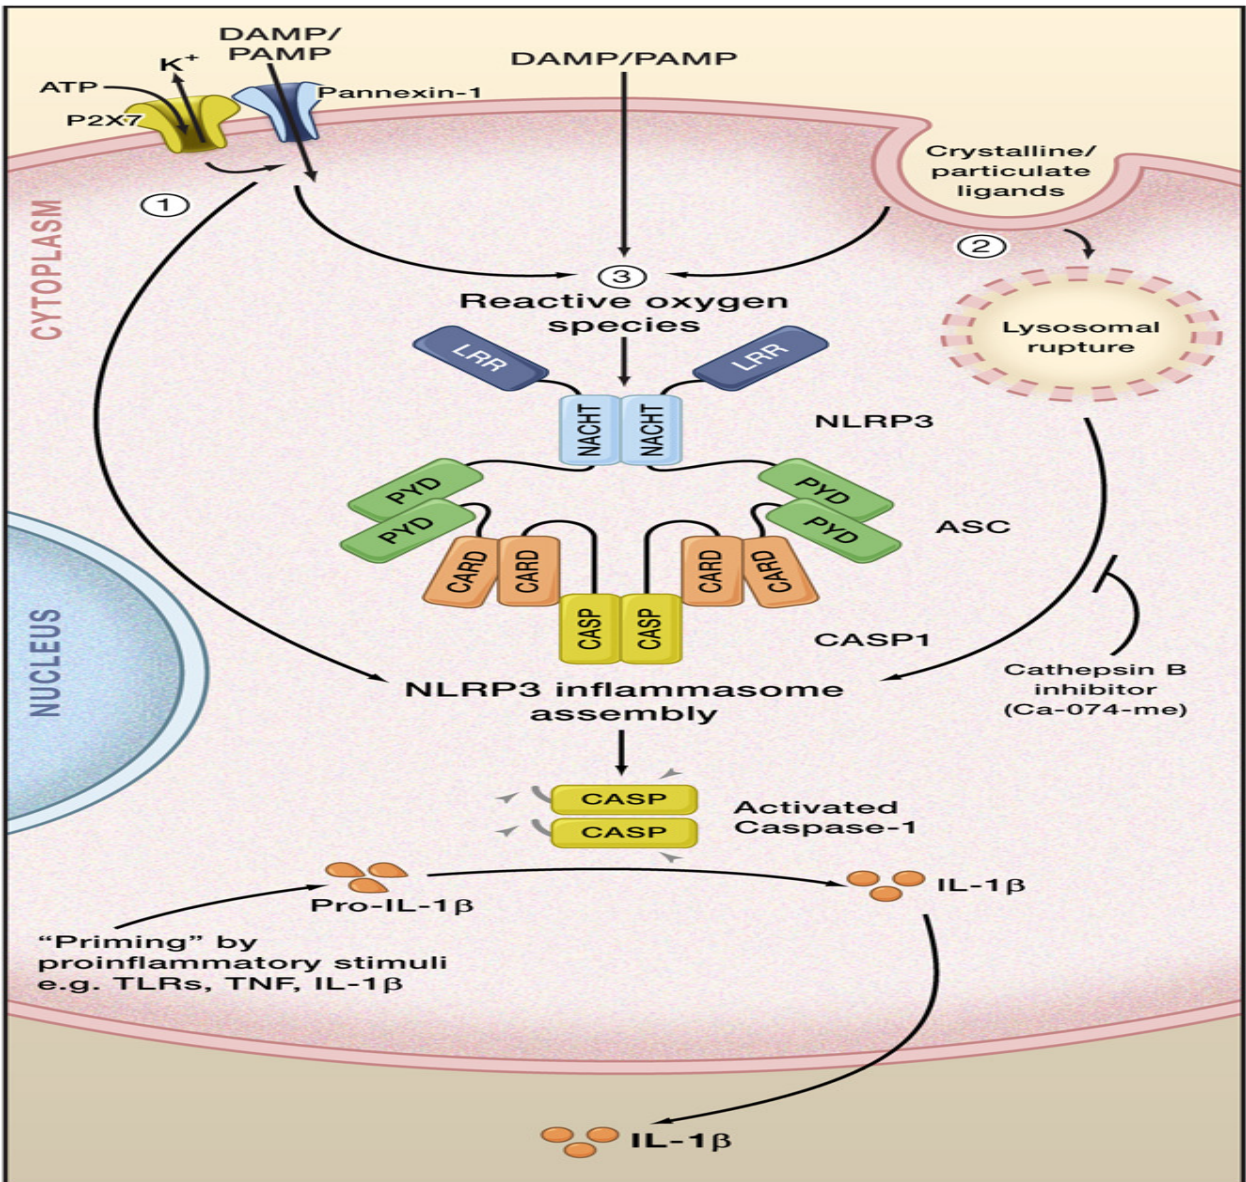 DAMP/
PAMP
K+
ATP
P2X7
Pannexin-1
DAMP/PAMP
Crystalline/
particulate
ligands
1
2
3
CYTOPLASM
Reactive oxygen
species
Lysosomal
rupture
LRR
LRR
NACHT
NACHT
NLRP3
PYD
PYD
PYD
PYD
ASC
CARD
CARD
CARD
CARD
CASP
CASP
CASP1
NUCLEUS
Cathepsin B
inhibitor
(Ca-074-me)
NLRP3 inflammasome
assembly
CASP
CASP
Activated
Caspase-1
Pro-IL-1β
IL-1β
“Priming” by
proinflammatory stimuli
e.g. TLRs, TNF, IL-1β
IL-1β